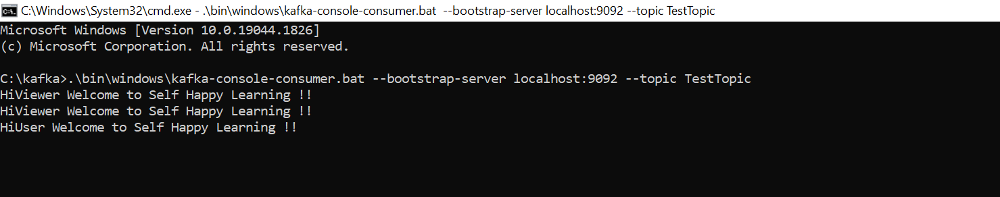 C:\Windows\System32\cmd.exe - .\bin\windows\kafka-console-consumer.bat  --bootstrap-server localhost:9092 --topic TestTopic
Microsoft Windows [Version 10.0.19044.1826]
(c) Microsoft Corporation. All rights reserved.
C:\kafka>.\bin\windows\kafka-console-consumer.bat --bootstrap-server localhost:9092 --topic TestTopic
HiViewer Welcome to Self Happy Learning !!
HiViewer Welcome to Self Happy Learning !!
HiUser Welcome to Self Happy Learning !!